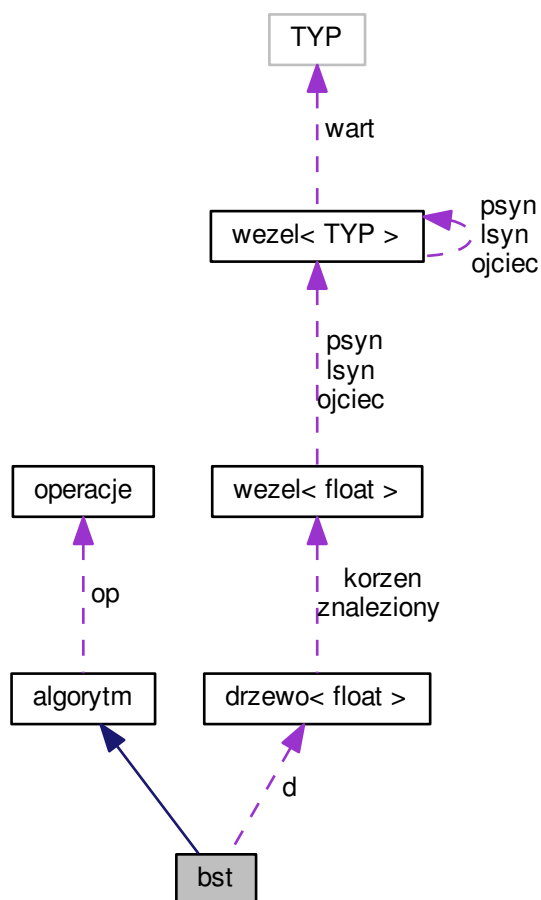 TYP
wart
wezel< TYP >
psyn
lsyn
ojciec
psyn
lsyn
ojciec
operacje
wezel< float >
op
korzen
znaleziony
algorytm
drzewo< float >
d
bst